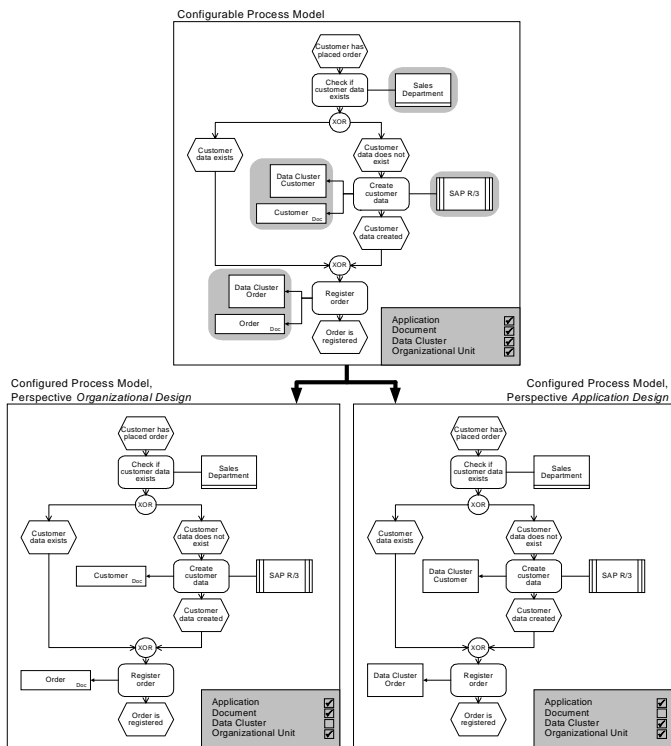 Configurable Process Model
Customer has
placed order
Check if
customer data
exists
Sales
Department
XOR
Customer
data exists
Customer
data does not
exist
Data Cluster
Customer
Customer
Doc
Create
customer
data
SAP R/3
Customer
data created
XOR
Data Cluster
Order
Order
Doc
Register
order
Order is
registered
Application
Document
Data Cluster
Organizational Unit
Configured Process Model,
Perspective Organizational Design
Customer has
placed order
Check if
customer data
exists
Sales
Department
XOR
Customer
data exists
Customer
data does not
exist
Customer
Doc
Create
customer
data
SAP R/3
Customer
data created
XOR
Order
Doc
Register
order
Order is
registered
Application
Document
Data Cluster
Organizational Unit
Configured Process Model,
Perspective Application Design
Customer has
placed order
Check if
customer data
exists
Sales
Department
XOR
Customer
data exists
Customer
data does not
exist
Data Cluster
Customer
Create
customer
data
SAP R/3
Customer
data created
XOR
Data Cluster
Order
Register
order
Order is
registered
Application
Document
Data Cluster
Organizational Unit